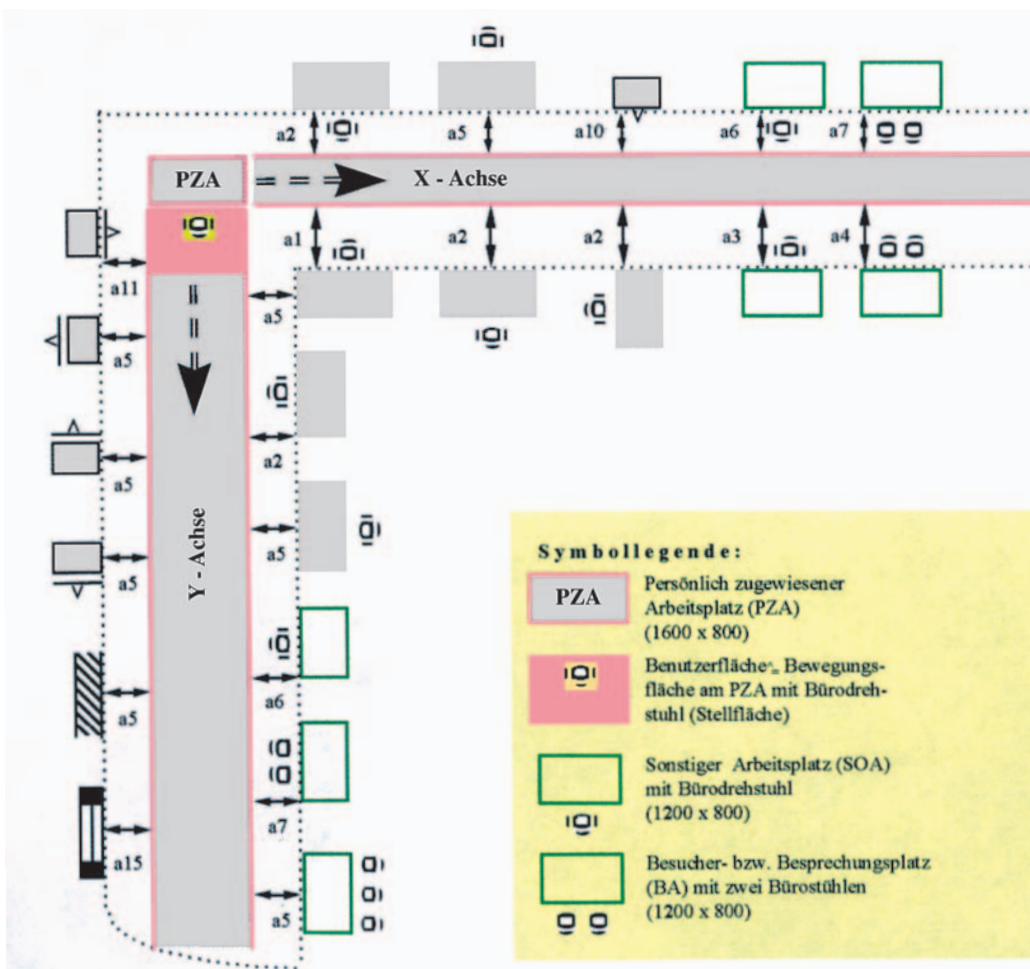 a2
a5
a10
a6
a7
PZA
X - Achse
a1
a2
a2
a3
a4
a11
a5
a5
a2
a5
a5
a5
Y - Achse
a5
a6
a7
a15
a5
Symbollegende:
PZA
Persönlich zugewiesener
Arbeitsplatz (PZA)
(1600 x 800)
Benutzerfläche^= Bewegungs-
fläche am PZA mit Bürodreh-
stuhl (Stellfläche)
Sonstiger Arbeitsplatz (SOA)
mit Bürodrehstuhl
(1200 x 800)
Besucher- bzw. Besprechungsplatz
(BA) mit zwei Bürostühlen
(1200 x 800)